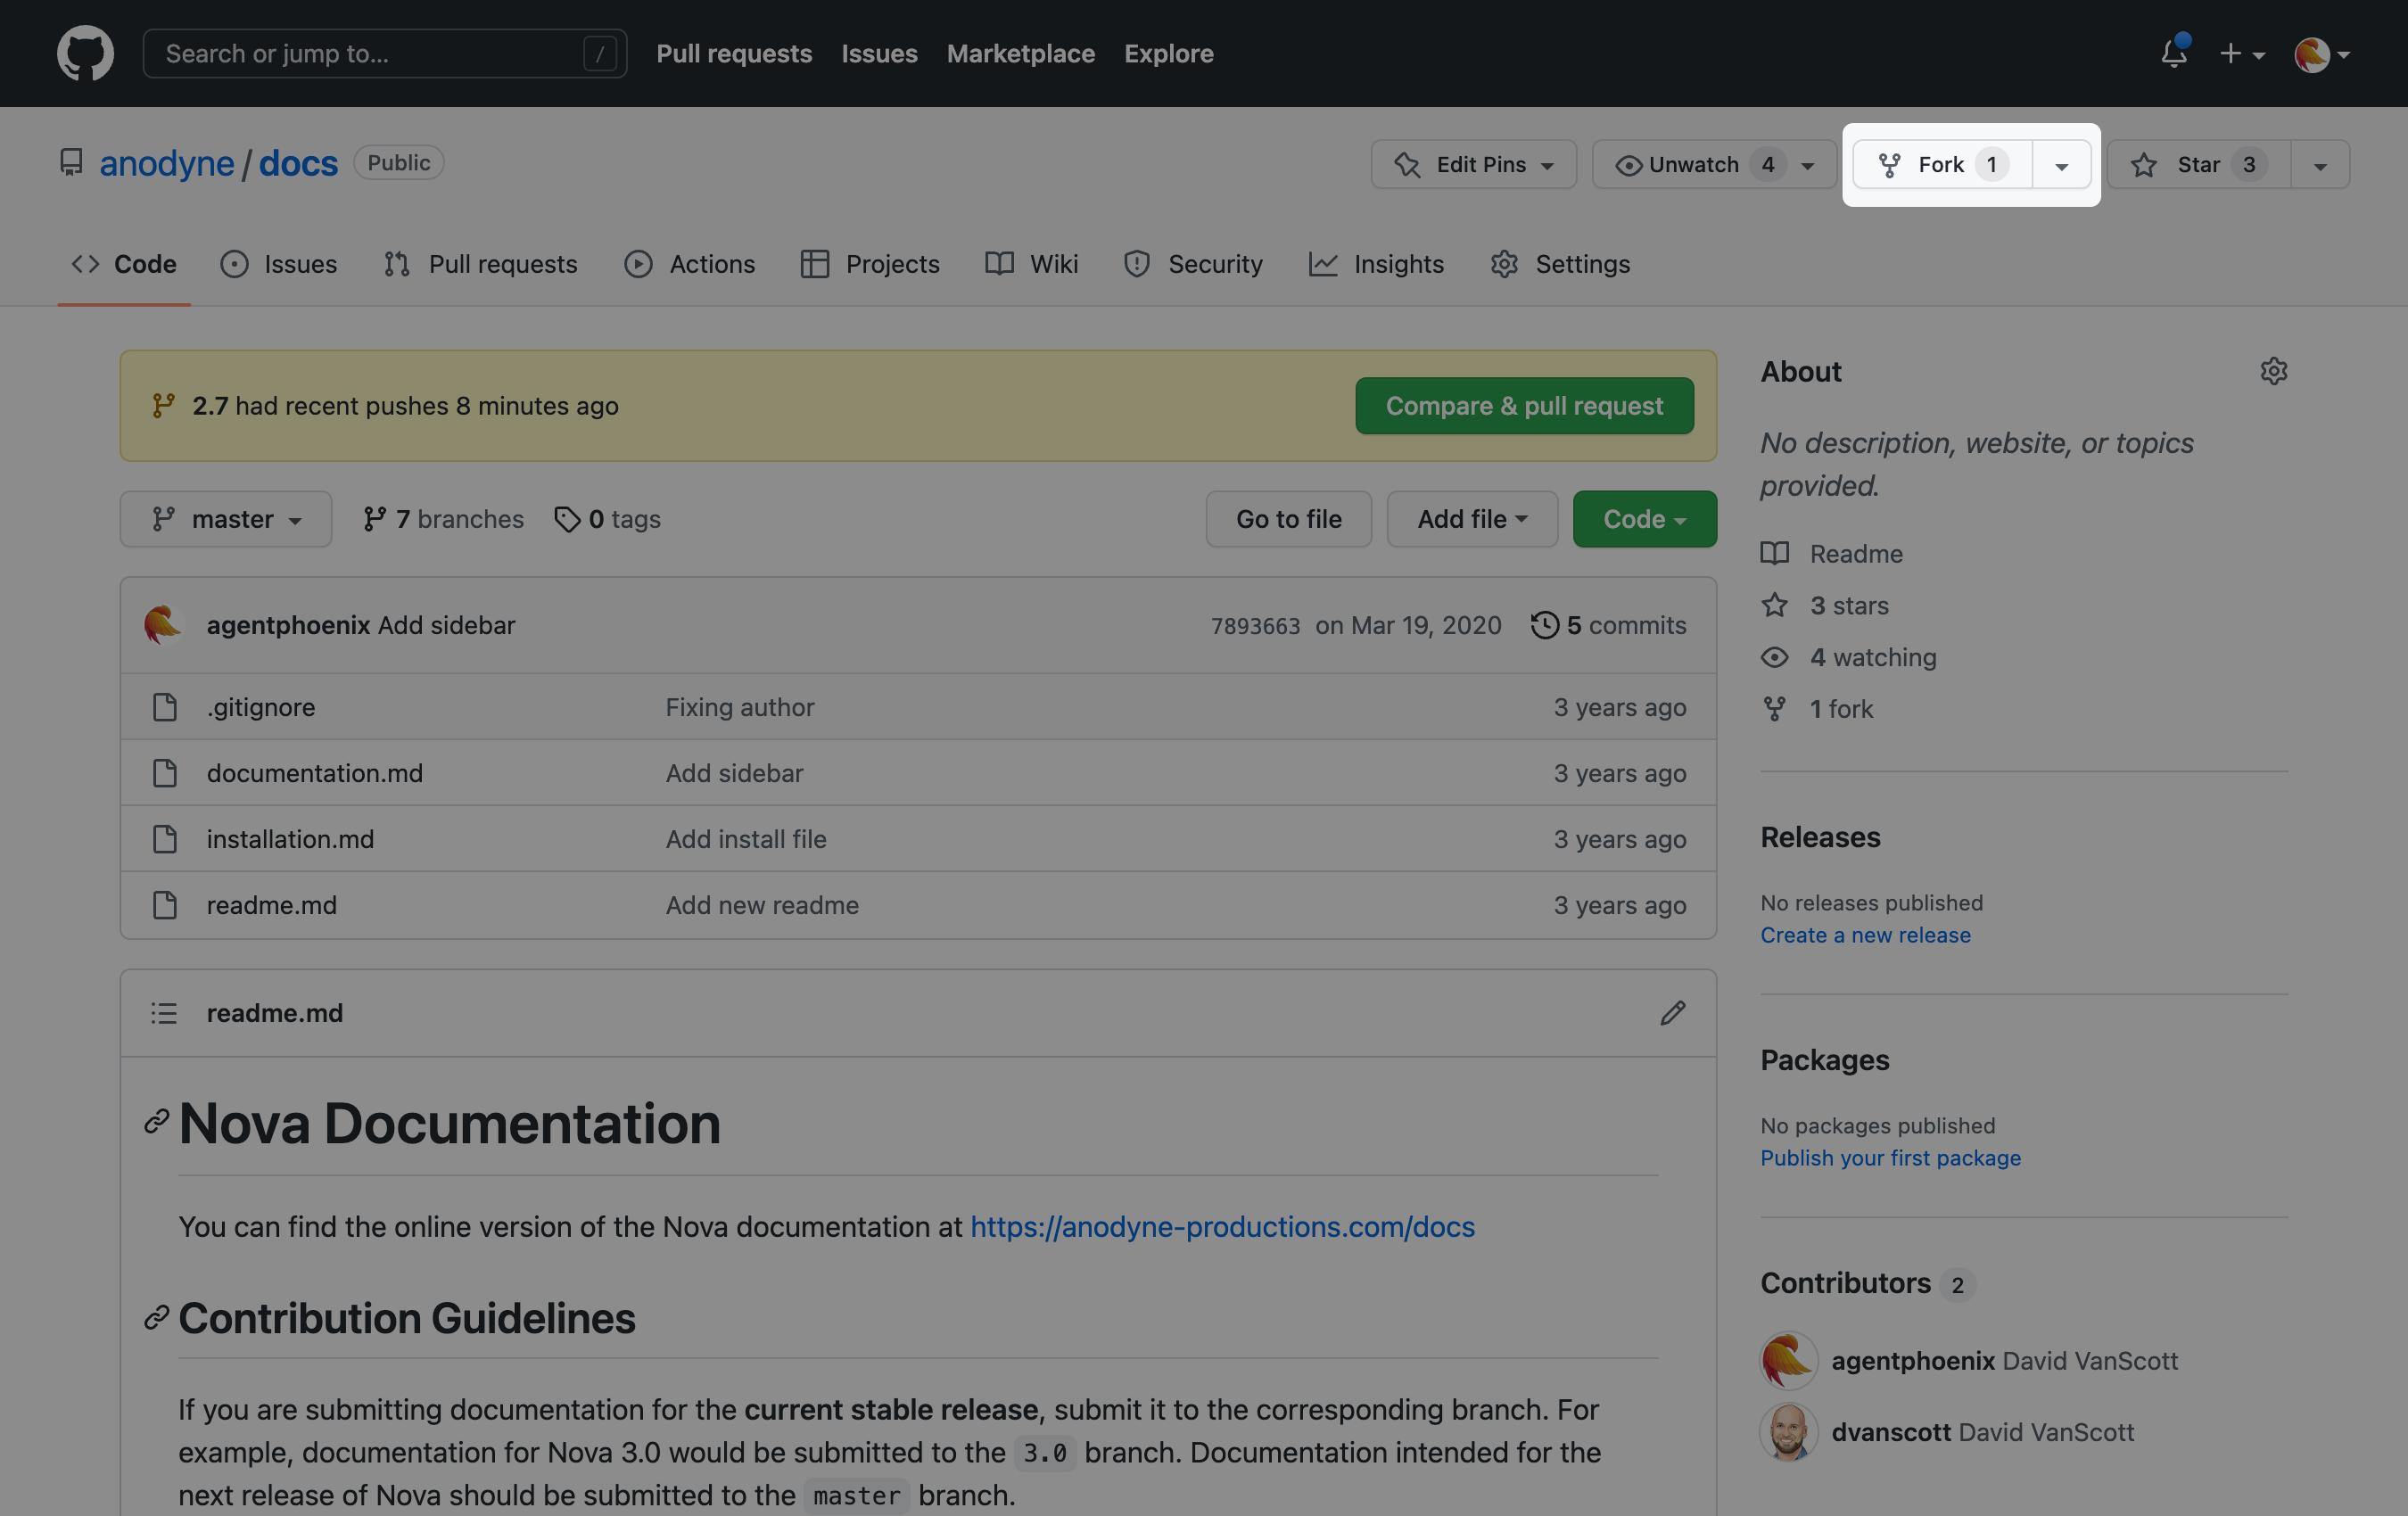 Search or jump to... /
Pull requests Issues Marketplace Explore
anodyne / docs Public
Edit Pins Unwatch 4 Fork 1 Star 3
Code Issues Pull requests Actions Projects Wiki Security Insights Settings
2.7 had recent pushes 8 minutes ago
Compare & pull request
master 7 branches 0 tags
Go to file Add file Code
agentphoenix Add sidebar 7893663 on Mar 19, 2020 5 commits
.gitignore Fixing author 3 years ago
documentation.md Add sidebar 3 years ago
installation.md Add install file 3 years ago
readme.md Add new readme 3 years ago
readme.md
Nova Documentation
You can find the online version of the Nova documentation at https://anodyne-productions.com/docs
Contribution Guidelines
If you are submitting documentation for the current stable release, submit it to the corresponding branch. For
example, documentation for Nova 3.0 would be submitted to the 3.0 branch. Documentation intended for the
next release of Nova should be submitted to the master branch.
About
No description, website, or topics
provided.
Readme
3 stars
4 watching
1 fork
Releases
No releases published
Create a new release
Packages
No packages published
Publish your first package
Contributors 2
agentphoenix David VanScott
dvanscott David VanScott